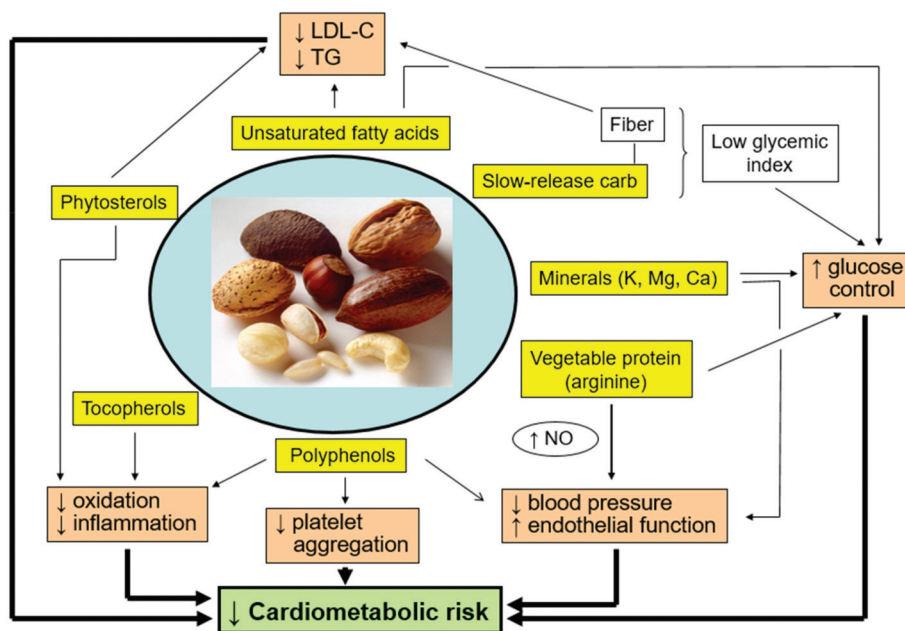 ↓ LDL-C
↓ TG
Unsaturated fatty acids
Fiber
Slow-release carb
Low glycemic
index
Phytosterols
Minerals (K, Mg, Ca)
↑ glucose
control
Vegetable protein
(arginine)
Tocopherols
↑ NO
Polyphenols
↓ oxidation
↓ inflammation
↓ platelet
aggregation
↓ blood pressure
↑ endothelial function
↓ Cardiometabolic risk